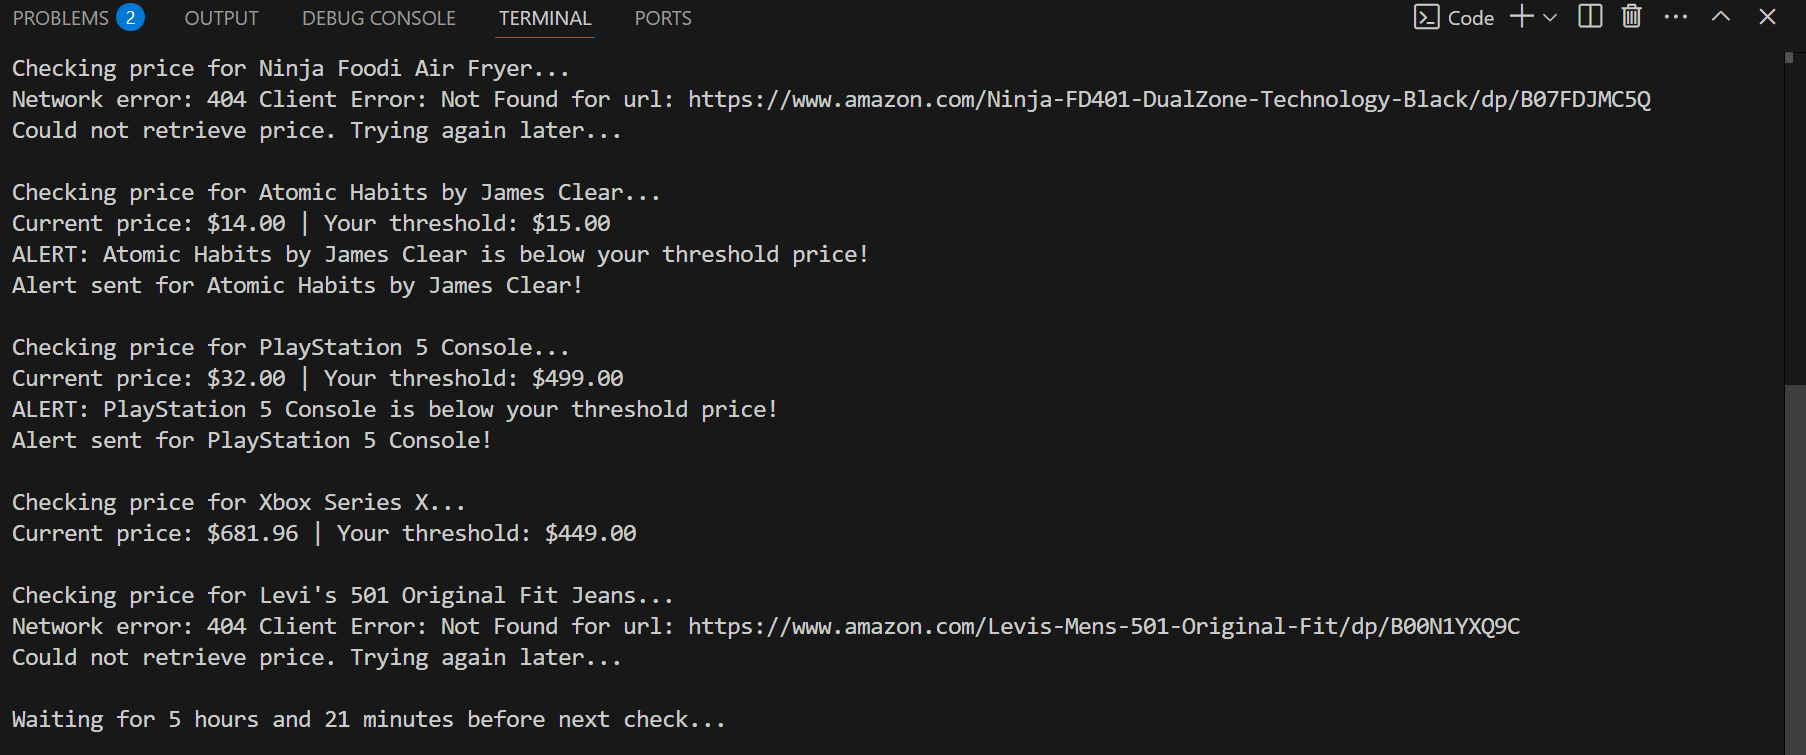 PROBLEMS 2 OUTPUT DEBUG CONSOLE TERMINAL PORTS Code
Checking price for Ninja Foodi Air Fryer...
Network error: 404 Client Error: Not Found for url: https://www.amazon.com/Ninja-FD401-DualZone-Technology-Black/dp/B07FDJMC5Q
Could not retrieve price. Trying again later...
Checking price for Atomic Habits by James Clear...
Current price: $14.00 | Your threshold: $15.00
ALERT: Atomic Habits by James Clear is below your threshold price!
Alert sent for Atomic Habits by James Clear!
Checking price for PlayStation 5 Console...
Current price: $32.00 | Your threshold: $499.00
ALERT: PlayStation 5 Console is below your threshold price!
Alert sent for PlayStation 5 Console!
Checking price for Xbox Series X...
Current price: $681.96 | Your threshold: $449.00
Checking price for Levi's 501 Original Fit Jeans...
Network error: 404 Client Error: Not Found for url: https://www.amazon.com/Levis-Mens-501-Original-Fit/dp/B00N1YXQ9C
Could not retrieve price. Trying again later...
Waiting for 5 hours and 21 minutes before next check...